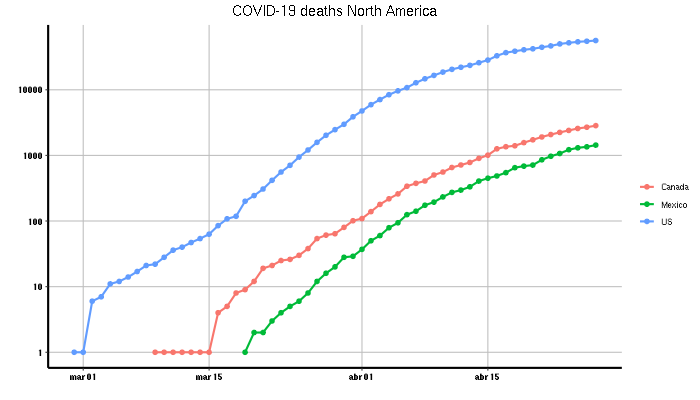 COVID-19 deaths North America
10000
1000
100
10
1
mar 01
mar 15
abr 01
abr 15
Canada
Mexico
US